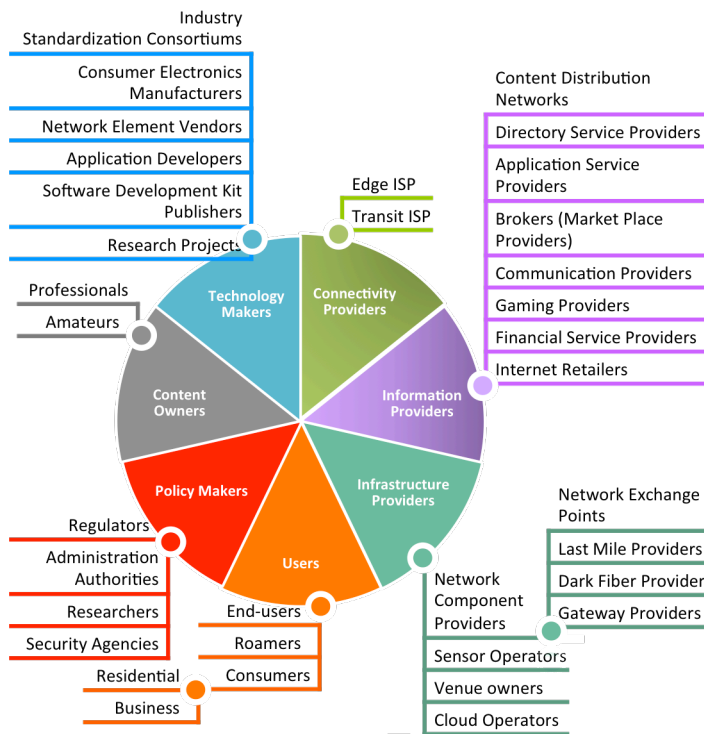 Industry
Standardization Consortiums
Consumer Electronics
Manufacturers
Network Element Vendors
Application Developers
Software Development Kit
Publishers
Research Projects
Edge ISP
Transit ISP
Content Distribution
Networks
Directory Service Providers
Application Service
Providers
Brokers (Market Place
Providers)
Communication Providers
Gaming Providers
Financial Service Providers
Internet Retailers
Professionals
Amateurs
Technology
Makers
Connectivity
Providers
Content
Owners
Information
Providers
Policy Makers
Infrastructure
Providers
Users
Regulators
Administration
Authorities
Researchers
Security Agencies
End-users
Roamers
Consumers
Residential
Business
Network
Component
Providers
Sensor Operators
Venue owners
Cloud Operators
Network Exchange
Points
Last Mile Providers
Dark Fiber Provider
Gateway Providers